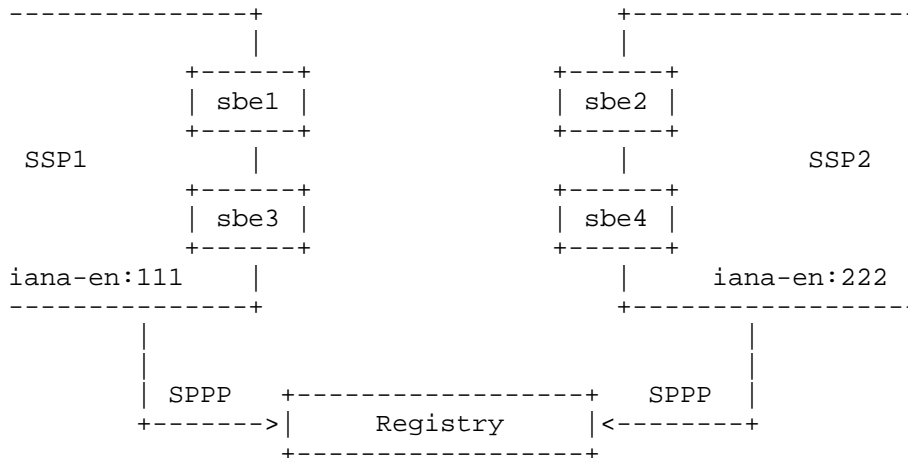 sbe1 sbe2
SSP1 SSP2
sbe3 sbe4
iana-en:111 iana-en:222
SPPP SPPP
Registry